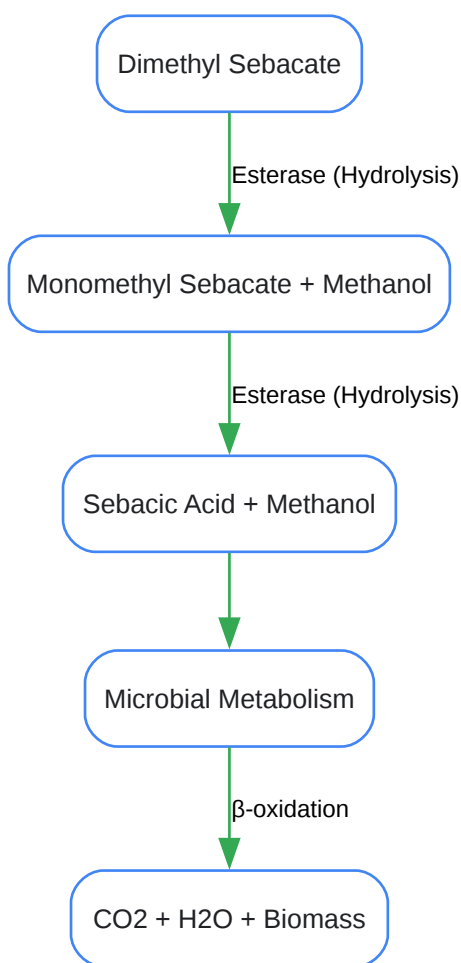 Dimethyl Sebacate
Esterase (Hydrolysis)
Monomethyl Sebacate + Methanol
Esterase (Hydrolysis)
Sebacic Acid + Methanol
Microbial Metabolism
β-oxidation
CO2 + H2O + Biomass